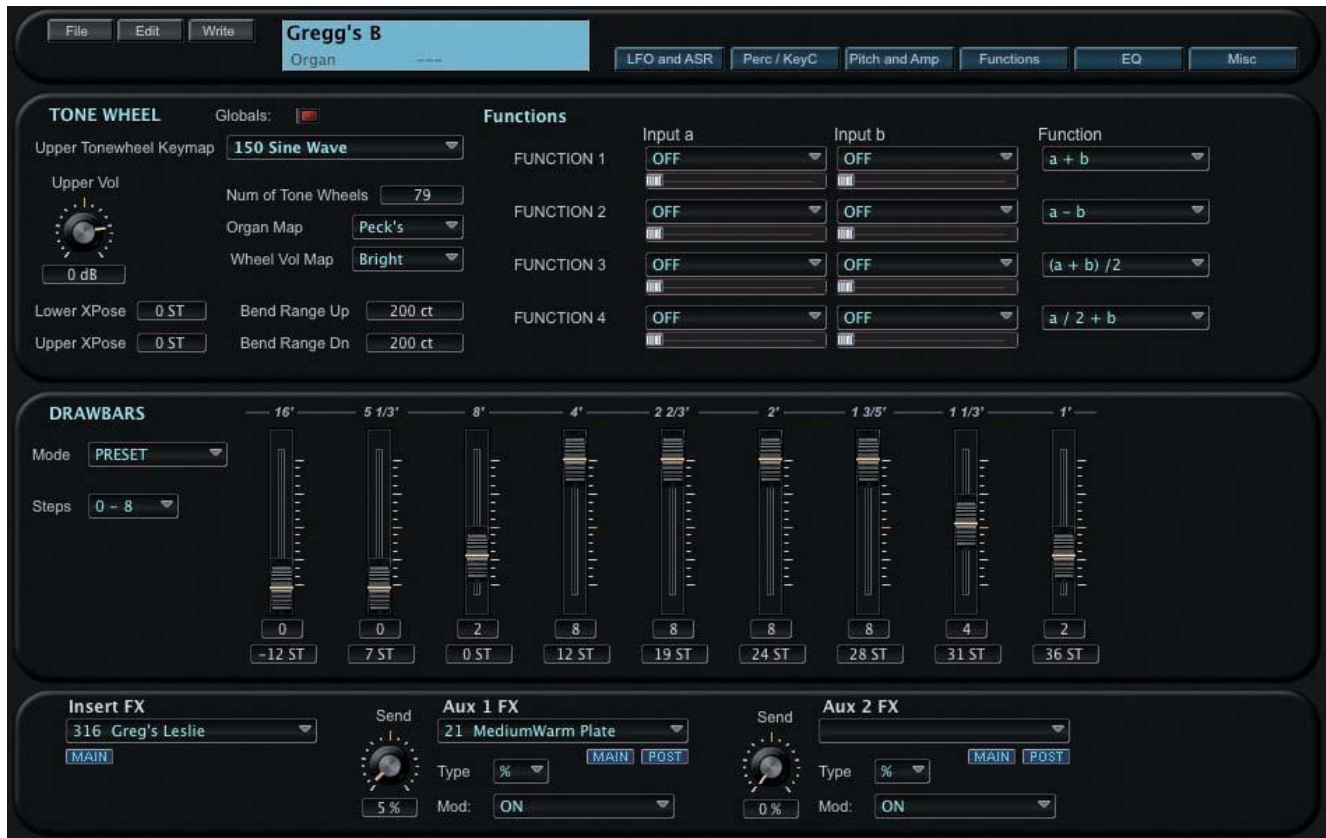 File Edit Write
Gregg's B
Organ ---
LFO and ASR Perc / KeyC Pitch and Amp Functions EQ Misc
TONE WHEEL Globals:
Upper Tonewheel Keymap 150 Sine Wave
Upper Vol
0 dB
Num of Tone Wheels 79
Organ Map Peck's
Wheel Vol Map Bright
Lower XPose 0 ST Bend Range Up 200 ct
Upper XPose 0 ST Bend Range Dn 200 ct
Functions
Input a Input b Function
FUNCTION 1 OFF OFF a + b
FUNCTION 2 OFF OFF a - b
FUNCTION 3 OFF OFF (a + b) /2
FUNCTION 4 OFF OFF a / 2 + b
DRAWBARS
16' 5 1/3' 8' 4' 2 2/3' 2' 1 3/5' 1 1/3' 1'
Mode PRESET
Steps 0 - 8
0 0 2 8 8 8 8 4 2
-12 ST 7 ST 0 ST 12 ST 19 ST 24 ST 28 ST 31 ST 36 ST
Insert FX
316 Greg's Leslie
MAIN
Send
5 %
Aux 1 FX
21 MediumWarm Plate
MAIN POST
Type %
Mod: ON
Send
0 %
Aux 2 FX
MAIN POST
Type %
Mod: ON